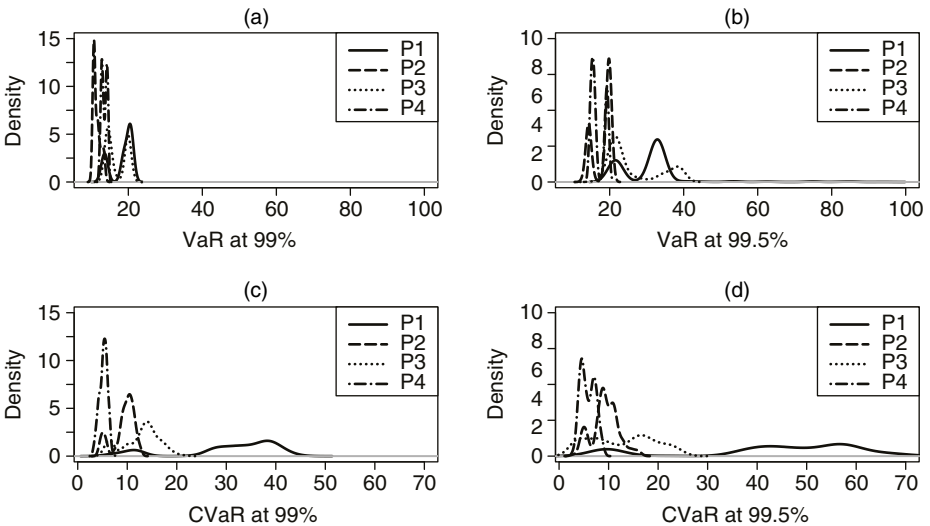 (a)
Density
15
10
5
0
20 40 60 80 100
VaR at 99%
P1
P2
P3
P4
(b)
Density
10
8
6
4
2
0
20 40 60 80 100
VaR at 99.5%
P1
P2
P3
P4
(c)
Density
15
10
5
0
0 10 20 30 40 50 60 70
CVaR at 99%
P1
P2
P3
P4
(d)
Density
10
8
6
4
2
0
0 10 20 30 40 50 60 70
CVaR at 99.5%
P1
P2
P3
P4